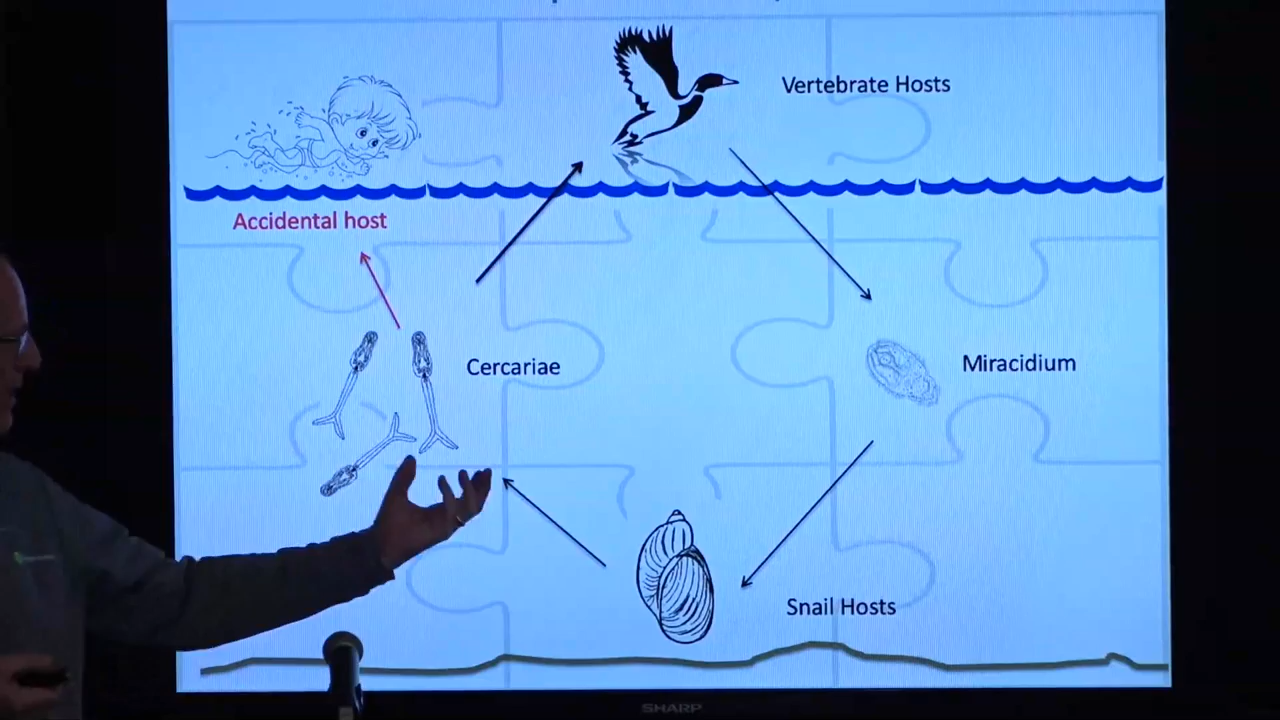 Vertebrate Hosts
Accidental host
Cercariae
Miracidium
Snail Hosts
SHARP